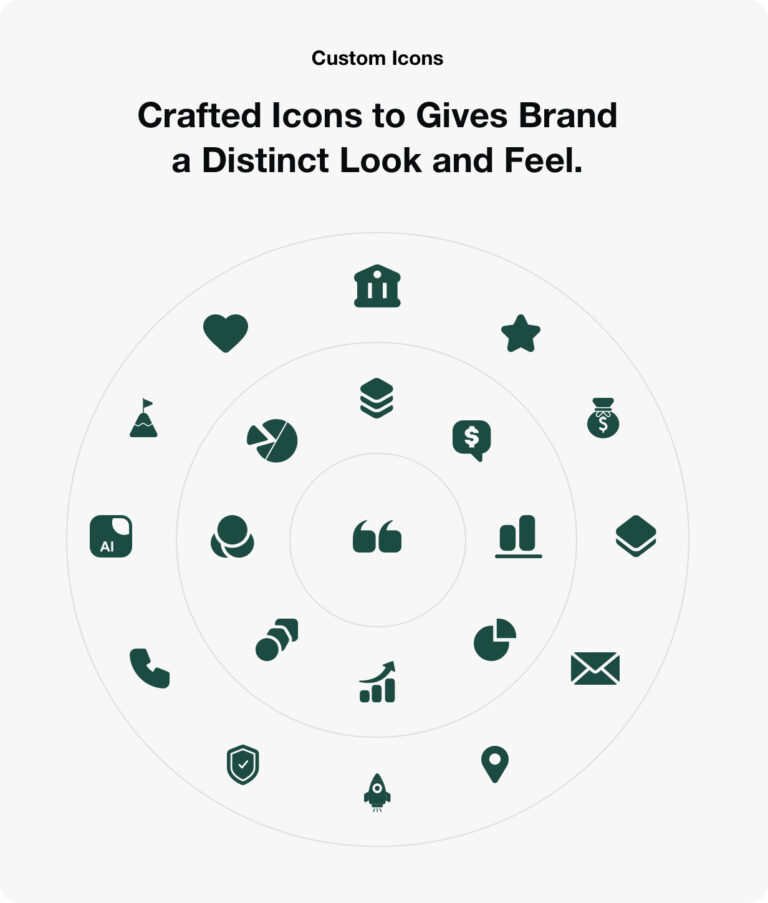 Custom Icons
Crafted Icons to Gives Brand
a Distinct Look and Feel.
$
$
AI